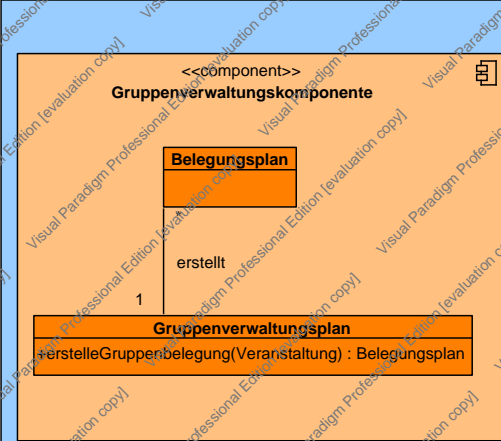 <<component>>
Gruppenverwaltungskomponente
Belegungsplan
*
erstellt
1
Gruppenverwaltungsplan
+erstelleGruppenbelegung(Veranstaltung) : Belegungsplan
Visual Paradigm Professional Edition [evaluation copy]